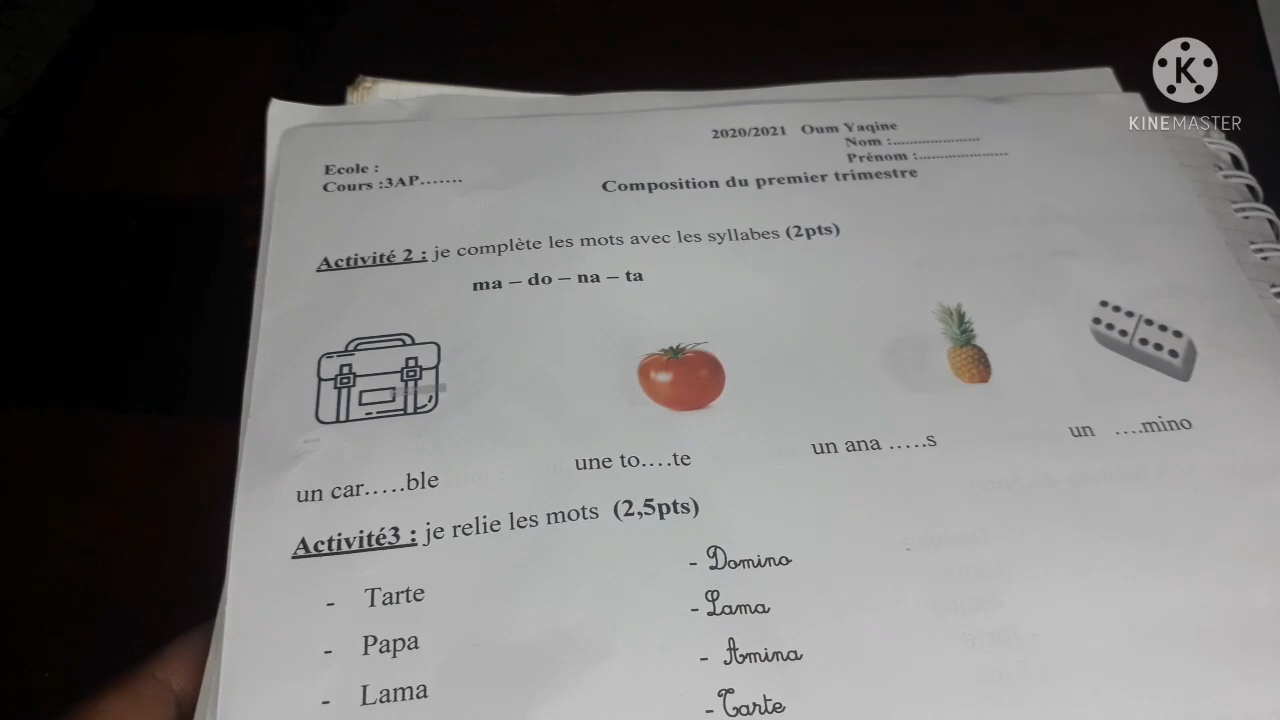 KINEMASTER
2020/2021 Oum Yaqine
Nom :......................
Ecole :
Prénom :......................
Cours :3AP.......
Composition du premier trimestre
Activité 2 : je complète les mots avec les syllabes (2pts)
ma – do – na – ta
un car.....ble
une to....te
un ana .....s
un ....mino
Activité3 : je relie les mots (2,5pts)
- Tarte
- Domino
- Papa
- Lama
- Lama
- Amina
- Tarte